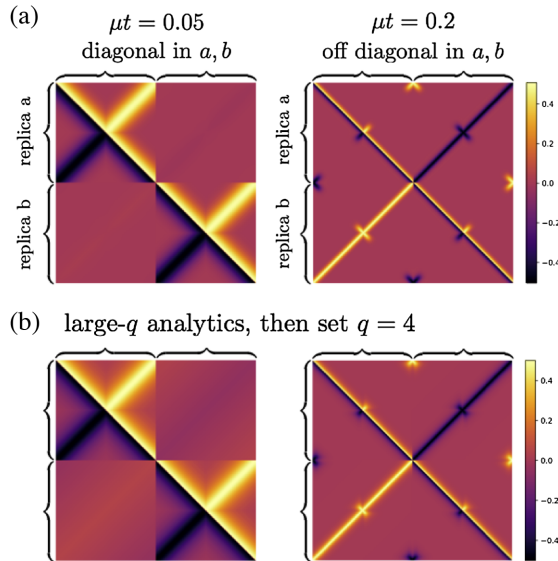 (a)
μt = 0.05
μt = 0.2
diagonal in a, b
off diagonal in a, b
replica a
replica b
replica a
replica b
0.4
0.2
0.0
−0.2
−0.4
(b) large-q analytics, then set q = 4
0.4
0.2
0.0
−0.2
−0.4